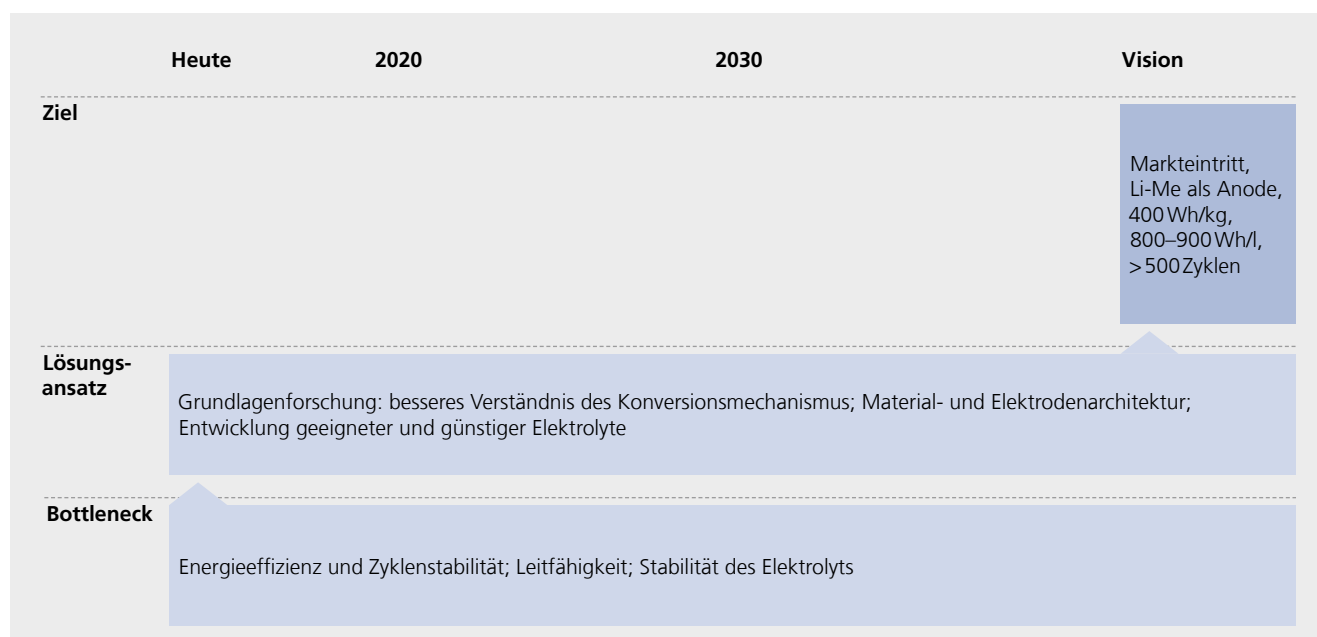 Heute 2020 2030 Vision
Ziel
Markteintritt,
Li-Me als Anode,
400 Wh/kg,
800–900 Wh/l,
> 500 Zyklen
Lösungs-
ansatz
Grundlagenforschung: besseres Verständnis des Konversionsmechanismus; Material- und Elektrodenarchitektur;
Entwicklung geeigneter und günstiger Elektrolyte
Bottleneck
Energieeffizienz und Zyklenstabilität; Leitfähigkeit; Stabilität des Elektrolyts